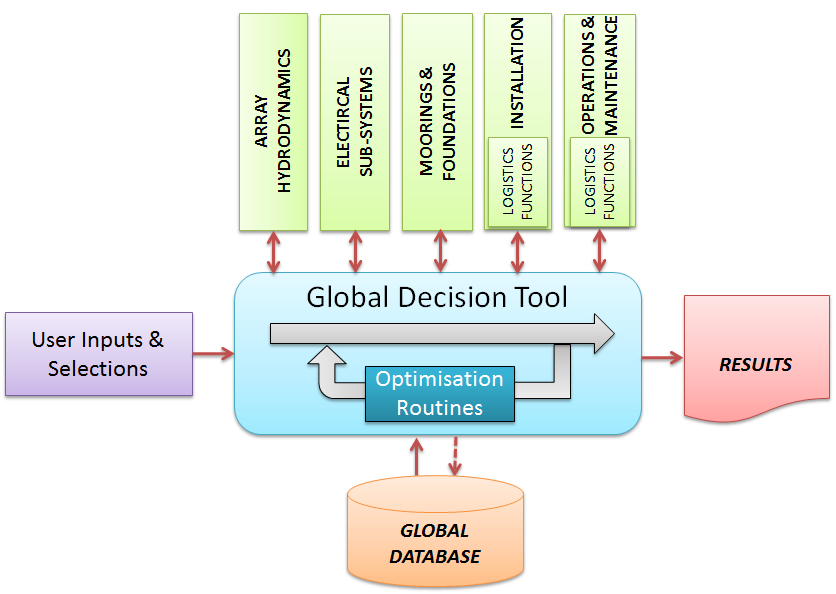 ARRAY
HYDRODYNAMICS
ELECTIRCAL
SUB-SYSTEMS
MOORINGS &
FOUNDATIONS
INSTALLATION
LOGISTICS
FUNCTIONS
OPERATIONS &
MAINTENANCE
LOGISTICS
FUNCTIONS
Global Decision Tool
User Inputs &
Selections
Optimisation
Routines
RESULTS
GLOBAL
DATABASE